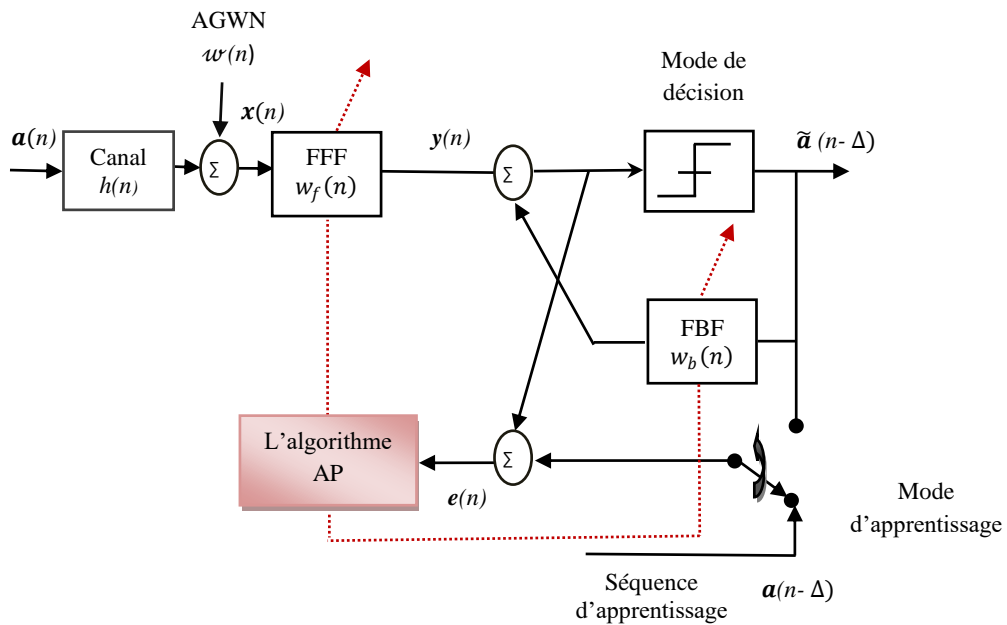 AGWN
𝓌(n)
Mode de
décision
a(n)
x(n)
y(n)
ã (n- Δ)
Canal
h(n)
Σ
FFF
w_f(n)
Σ
FBF
w_b(n)
L'algorithme
AP
Σ
e(n)
Mode
d'apprentissage
Séquence
d'apprentissage
a(n- Δ)